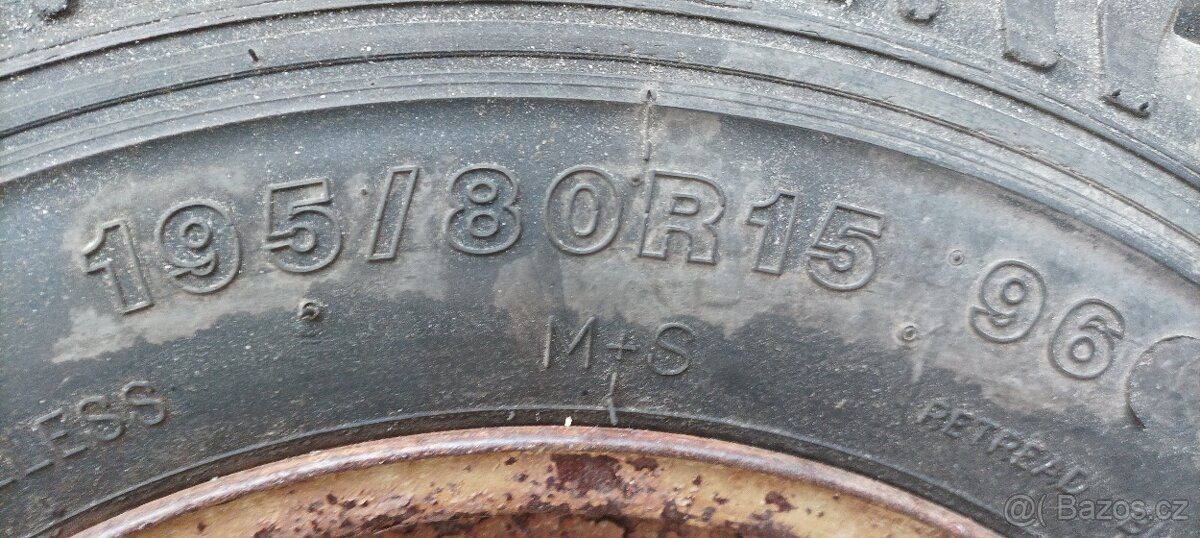 195/80R15 96
M+S
LESS
RETREAD
Bazos.cz